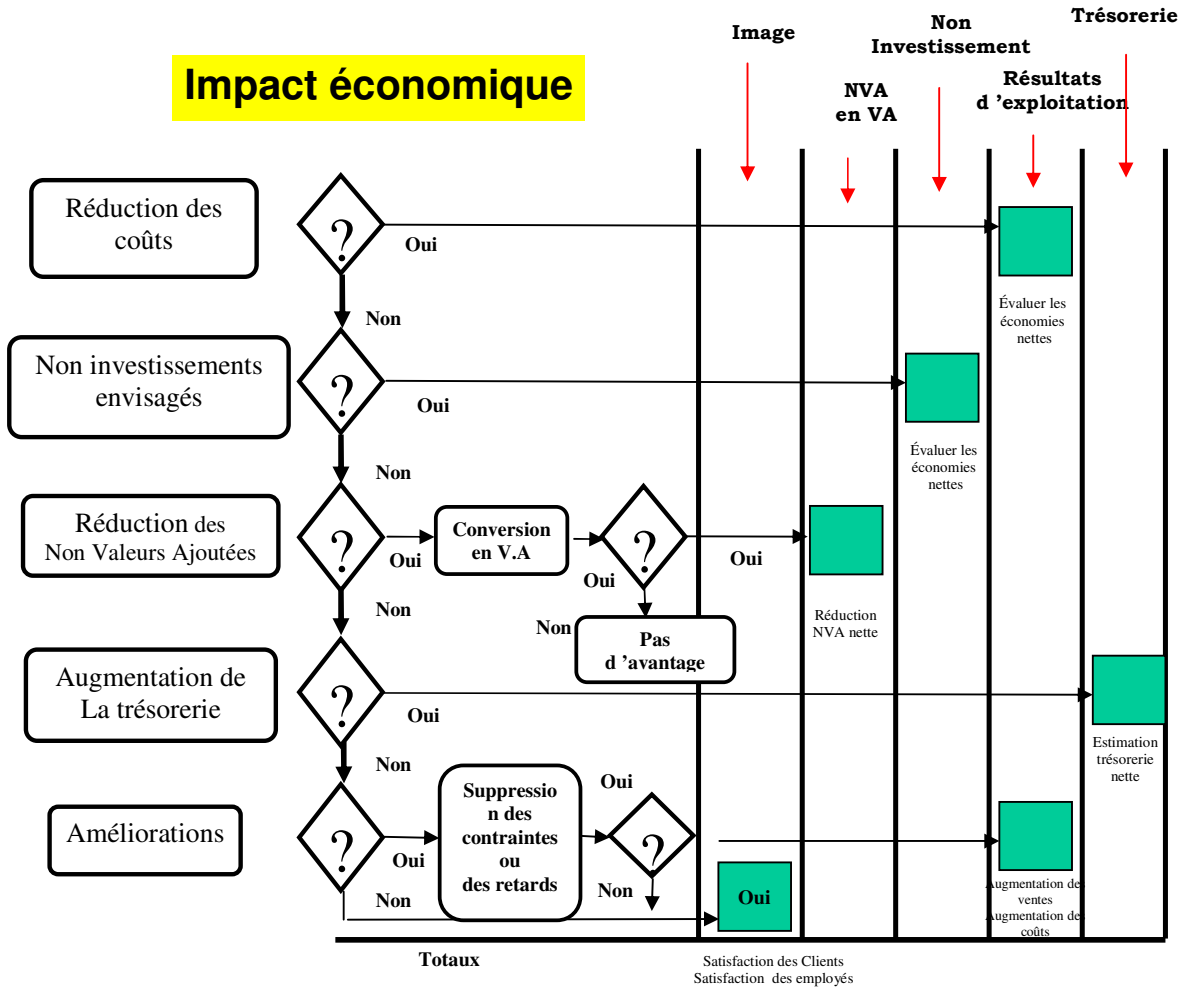 Impact économique
Image
NVA
en VA
Non
Investissement
Résultats
d ’exploitation
Trésorerie
Réduction des
coûts
?
Oui
Évaluer les
économies
nettes
Non
Non investissements
envisagés
?
Oui
Évaluer les
économies
nettes
Non
Réduction des
Non Valeurs Ajoutées
?
Oui
Conversion
en V.A
?
Oui
Oui
Réduction
NVA nette
Non
Non
Pas
d ’avantage
Augmentation de
La trésorerie
?
Oui
Estimation
trésorerie
nette
Non
Améliorations
?
Oui
Suppressio
n des
contraintes
ou
des retards
Oui
?
Non
Non
Oui
Augmentation des
ventes
Augmentation des
coûts
Totaux
Satisfaction des Clients
Satisfaction des employés